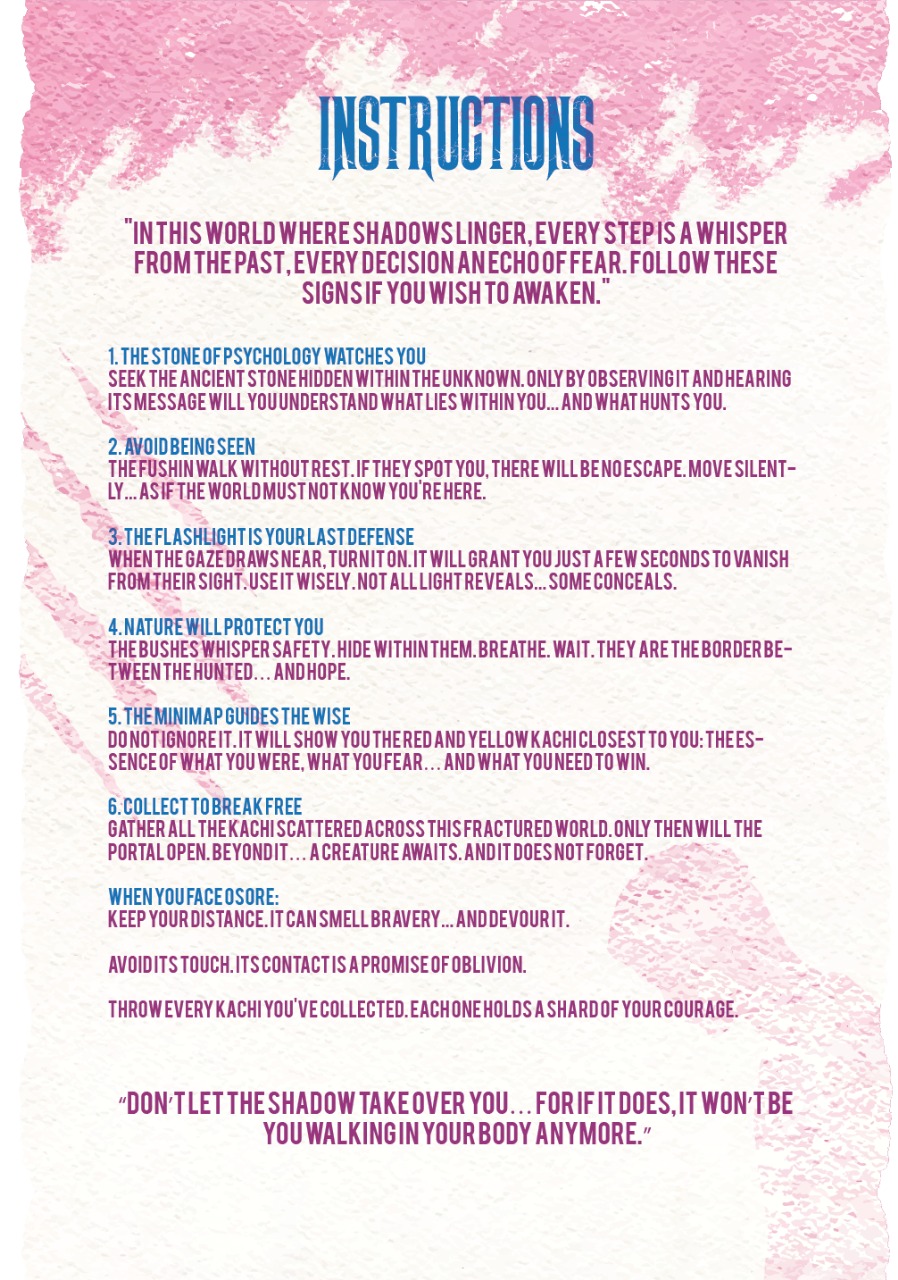 INSTRUCTIONS
"IN THIS WORLD WHERE SHADOWS LINGER, EVERY STEP IS A WHISPER
FROM THE PAST, EVERY DECISION AN ECHO OF FEAR. FOLLOW THESE
SIGNS IF YOU WISH TO AWAKEN."
1. THE STONE OF PSYCHOLOGY WATCHES YOU
SEEK THE ANCIENT STONE HIDDEN WITHIN THE UNKNOWN. ONLY BY OBSERVING IT AND HEARING
ITS MESSAGE WILL YOU UNDERSTAND WHAT LIES WITHIN YOU... AND WHAT HUNTS YOU.
2. AVOID BEING SEEN
THE FUSHIN WALK WITHOUT REST. IF THEY SPOT YOU, THERE WILL BE NO ESCAPE. MOVE SILENT-
LY... AS IF THE WORLD MUST NOT KNOW YOU'RE HERE.
3. THE FLASHLIGHT IS YOUR LAST DEFENSE
WHEN THE GAZE DRAWS NEAR, TURN IT ON. IT WILL GRANT YOU JUST A FEW SECONDS TO VANISH
FROM THEIR SIGHT. USE IT WISELY. NOT ALL LIGHT REVEALS... SOME CONCEALS.
4. NATURE WILL PROTECT YOU
THE BUSHES WHISPER SAFETY. HIDE WITHIN THEM. BREATHE. WAIT. THEY ARE THE BORDER BE-
TWEEN THE HUNTED... AND HOPE.
5. THE MINIMAP GUIDES THE WISE
DO NOT IGNORE IT. IT WILL SHOW YOU THE RED AND YELLOW KACHI CLOSEST TO YOU: THE ES-
SENCE OF WHAT YOU WERE, WHAT YOU FEAR... AND WHAT YOU NEED TO WIN.
6. COLLECT TO BREAK FREE
GATHER ALL THE KACHI SCATTERED ACROSS THIS FRACTURED WORLD. ONLY THEN WILL THE
PORTAL OPEN. BEYOND IT... A CREATURE AWAITS. AND IT DOES NOT FORGET.
WHEN YOU FACE OSORE:
KEEP YOUR DISTANCE. IT CAN SMELL BRAVERY... AND DEVOUR IT.
AVOID ITS TOUCH. ITS CONTACT IS A PROMISE OF OBLIVION.
THROW EVERY KACHI YOU'VE COLLECTED. EACH ONE HOLDS A SHARD OF YOUR COURAGE.
"DON'T LET THE SHADOW TAKE OVER YOU... FOR IF IT DOES, IT WON'T BE
YOU WALKING IN YOUR BODY ANYMORE."